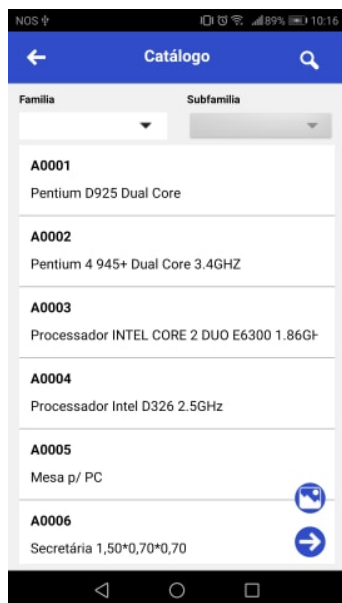 NOS 89% 10:16
Catálogo
Familia Subfamilia
A0001
Pentium D925 Dual Core
A0002
Pentium 4 945+ Dual Core 3.4GHZ
A0003
Processador INTEL CORE 2 DUO E6300 1.86GH
A0004
Processador Intel D326 2.5GHz
A0005
Mesa p/ PC
A0006
Secretária 1,50*0,70*0,70